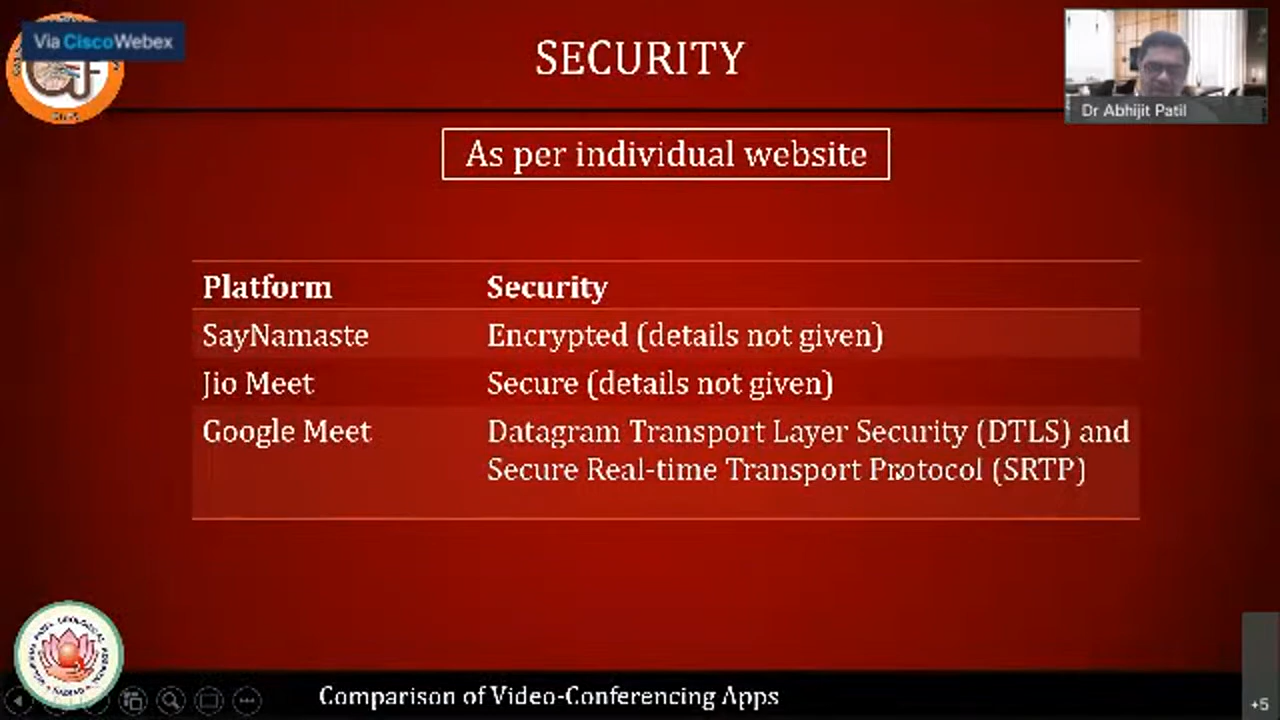 Via CiscoWebex
SECURITY
Dr Abhijit Patil
As per individual website
Platform Security
SayNamaste Encrypted (details not given)
Jio Meet Secure (details not given)
Google Meet Datagram Transport Layer Security (DTLS) and
Secure Real-time Transport Protocol (SRTP)
Comparison of Video-Conferencing Apps
+5